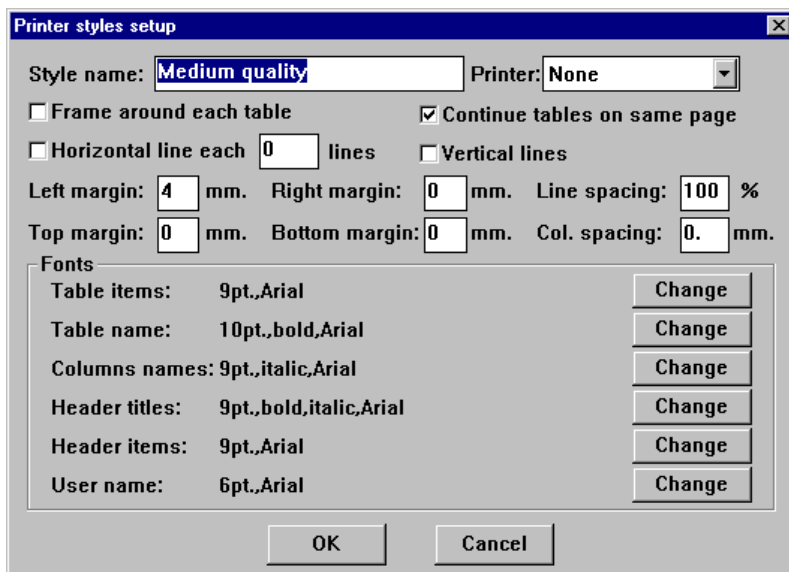 Printer styles setup
Style name: Medium quality Printer: None
Frame around each table Continue tables on same page
Horizontal line each 0 lines Vertical lines
Left margin: 4 mm. Right margin: 0 mm. Line spacing: 100 %
Top margin: 0 mm. Bottom margin: 0 mm. Col. spacing: 0. mm.
Fonts
Table items: 9pt.,Arial Change
Table name: 10pt.,bold,Arial Change
Columns names: 9pt.,italic,Arial Change
Header titles: 9pt.,bold,italic,Arial Change
Header items: 9pt.,Arial Change
User name: 6pt.,Arial Change
OK Cancel